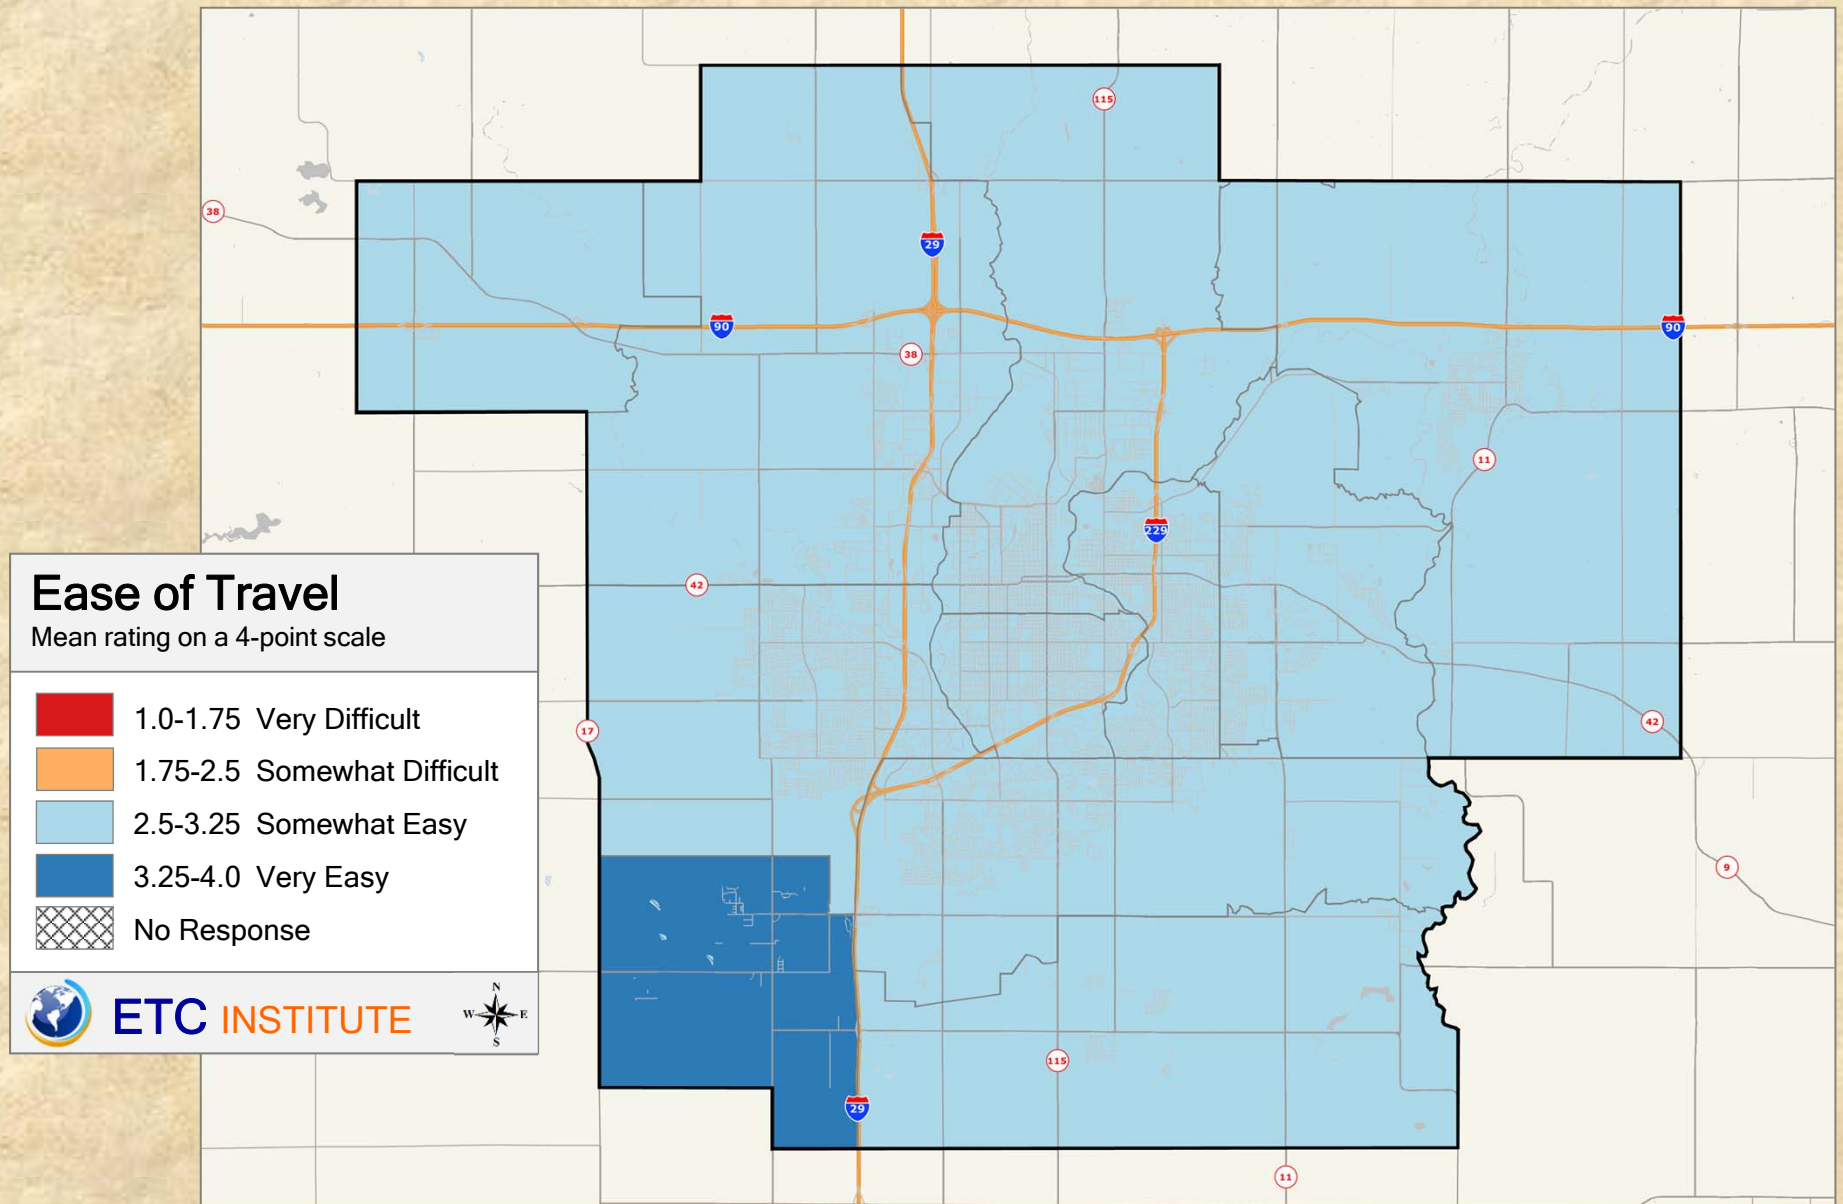 115
38
29
90
90
38
11
229
42
Ease of Travel
Mean rating on a 4-point scale
1.0-1.75 Very Difficult
1.75-2.5 Somewhat Difficult
2.5-3.25 Somewhat Easy
3.25-4.0 Very Easy
No Response
ETC INSTITUTE
N
W E
S
17
42
9
115
29
11